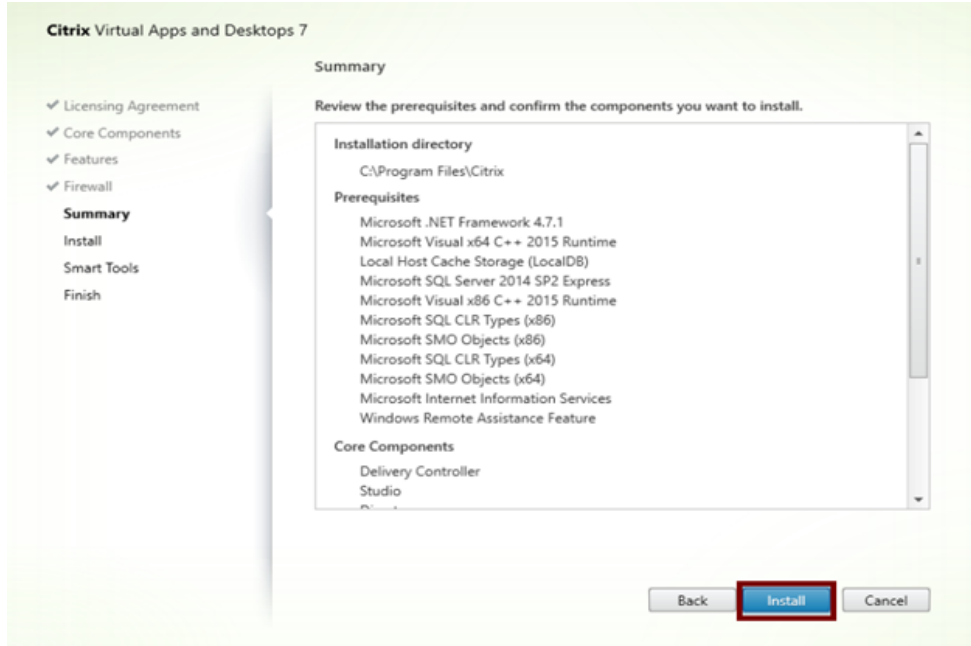 Citrix Virtual Apps and Desktops 7
Summary
✔ Licensing Agreement
✔ Core Components
✔ Features
✔ Firewall
Summary
Install
Smart Tools
Finish
Review the prerequisites and confirm the components you want to install.
Installation directory
C:\Program Files\Citrix
Prerequisites
Microsoft .NET Framework 4.7.1
Microsoft Visual x64 C++ 2015 Runtime
Local Host Cache Storage (LocalDB)
Microsoft SQL Server 2014 SP2 Express
Microsoft Visual x86 C++ 2015 Runtime
Microsoft SQL CLR Types (x86)
Microsoft SMO Objects (x86)
Microsoft SQL CLR Types (x64)
Microsoft SMO Objects (x64)
Microsoft Internet Information Services
Windows Remote Assistance Feature
Core Components
Delivery Controller
Studio
Back
Install
Cancel